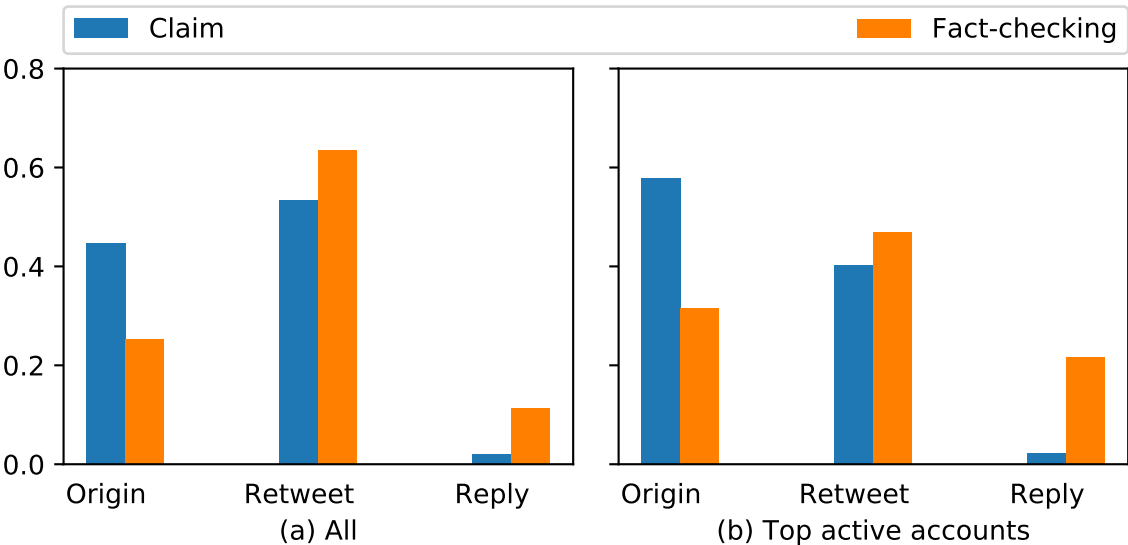 Claim Fact-checking
0.8
0.6
0.4
0.2
0.0
Origin Retweet Reply Origin Retweet Reply
(a) All (b) Top active accounts